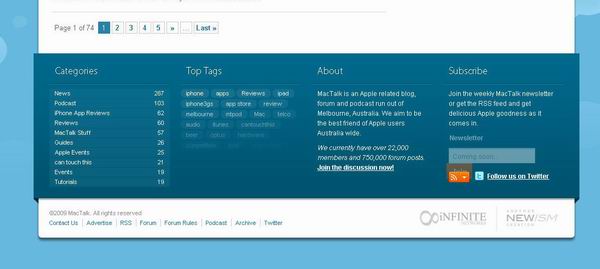 Page 1 of 74 1 2 3 4 5 » ... Last »
Categories
News 287
Podcast 103
iPhone App Reviews 62
Reviews 60
MacTalk Stuff 57
Guides 26
Apple Events 25
can touch this 21
Events 19
Tutorials 19
Top Tags
iphone apps Reviews ipad
iphone3gs app store review
melbourne mtpod Mac telco
audio itunes cantouchthis
beer optus hardware
competition
About
MacTalk is an Apple related blog,
forum and podcast run out of
Melbourne, Australia. We aim to be
the best friend of Apple users
Australia wide.
We currently have over 22,000
members and 750,000 forum posts.
Join the discussion now!
Subscribe
Join the weekly MacTalk newsletter
or get the RSS feed and get
delicious Apple goodness as it
comes in.
Newsletter
Coming soon...
Follow us on Twitter
©2009 MacTalk. All rights reserved
Contact Us Advertise RSS Forum Forum Rules Podcast Archive Twitter
iNFINITE
NETWORKS
ANOTHER
NEWISM
CREATION